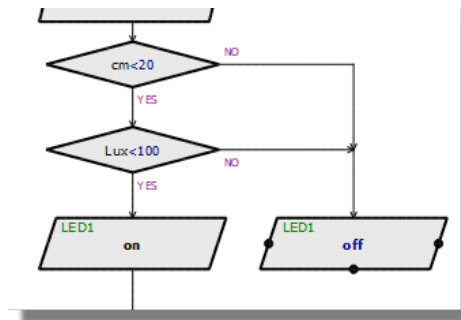 cm<20
NO
YES
Lux<100
NO
YES
LED1
on
LED1
off